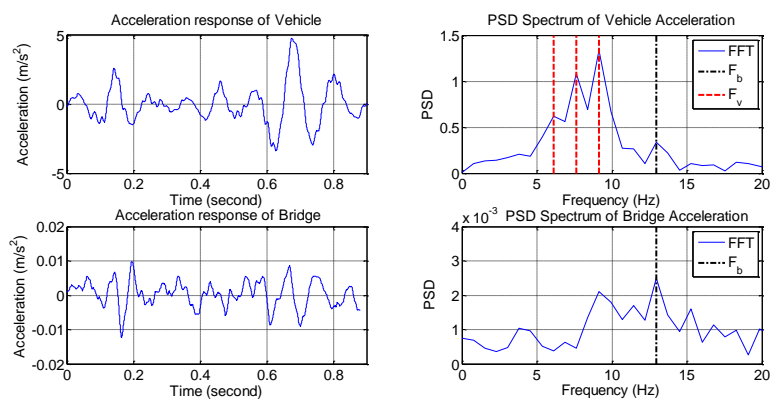 Acceleration response of Vehicle
Acceleration (m/s²)
5
0
-5
0 0.2 0.4 0.6 0.8
Time (second)
PSD Spectrum of Vehicle Acceleration
PSD
1.5
1
0.5
0
0 5 10 15 20
Frequency (Hz)
FFT
F_b
F_v
Acceleration response of Bridge
Acceleration (m/s²)
0.02
0.01
0
-0.01
-0.02
0 0.2 0.4 0.6 0.8
Time (second)
x 10⁻³ PSD Spectrum of Bridge Acceleration
PSD
4
3
2
1
0
0 5 10 15 20
Frequency (Hz)
FFT
F_b